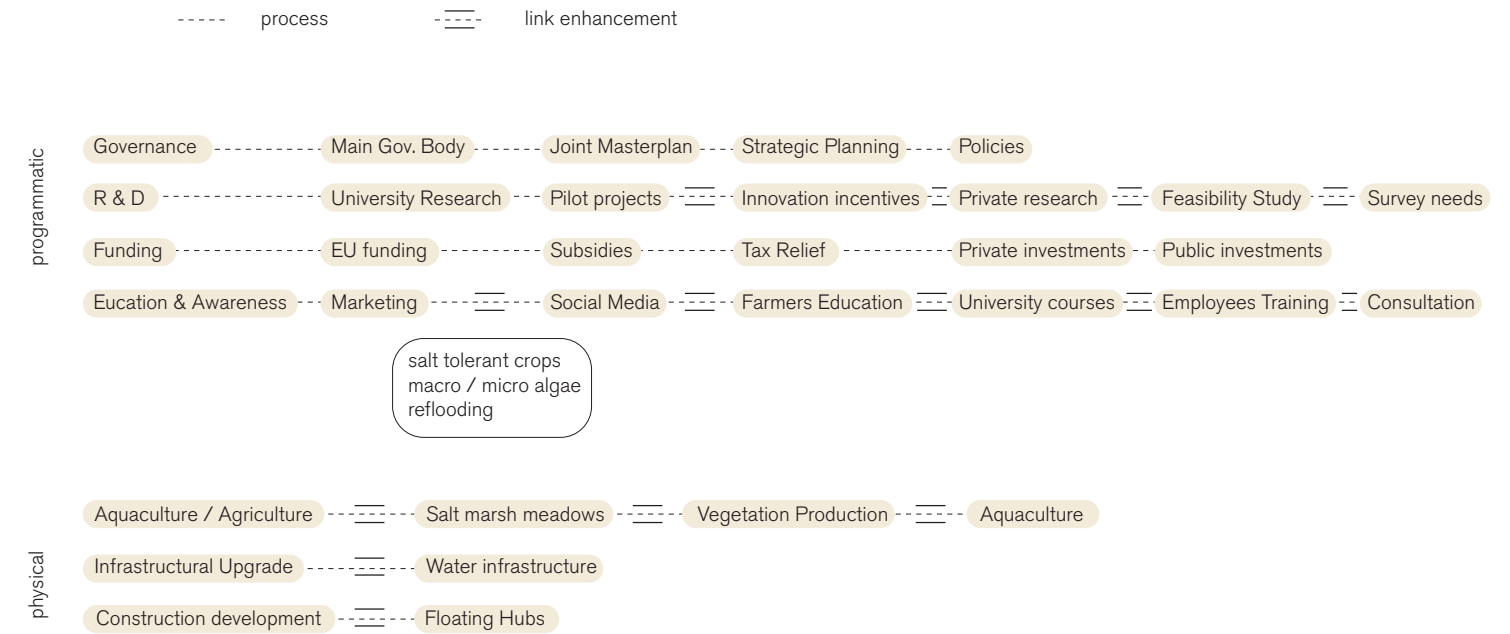 process link enhancement
programmatic
Governance Main Gov. Body Joint Masterplan Strategic Planning Policies
R & D University Research Pilot projects Innovation incentives Private research Feasibility Study Survey needs
Funding EU funding Subsidies Tax Relief Private investments Public investments
Eucation & Awareness Marketing Social Media Farmers Education University courses Employees Training Consultation
salt tolerant crops
macro / micro algae
reflooding
physical
Aquaculture / Agriculture Salt marsh meadows Vegetation Production Aquaculture
Infrastructural Upgrade Water infrastructure
Construction development Floating Hubs